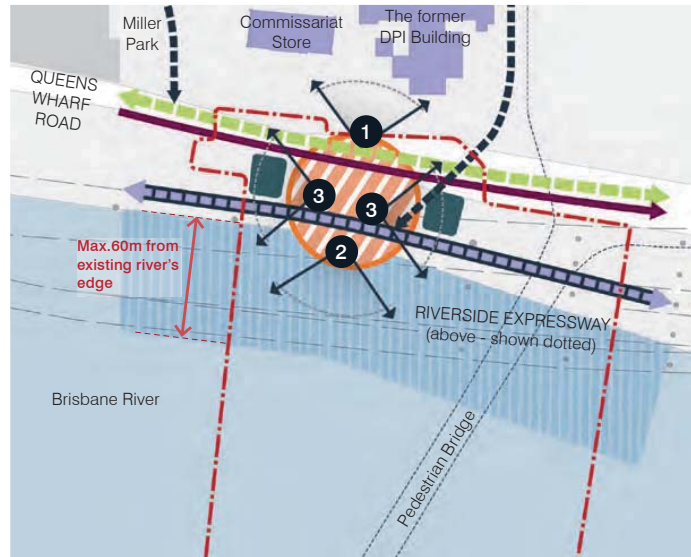 Miller
Park
Commissariat
Store
The former
DPI Building
QUEENS
WHARF
ROAD
1
3
3
2
Max.60m from
existing river's
edge
RIVERSIDE EXPRESSWAY
(above - shown dotted)
Brisbane River
Pedestrian Bridge